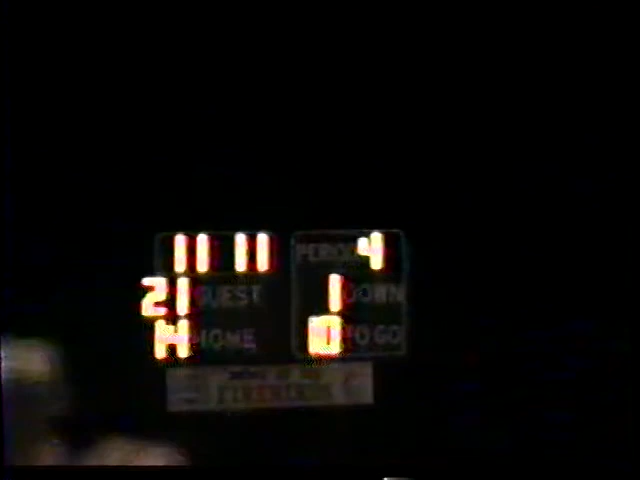 11 11 PERIOD 4
21 GUEST 1 DOWN
14 HOME 10 TO GO